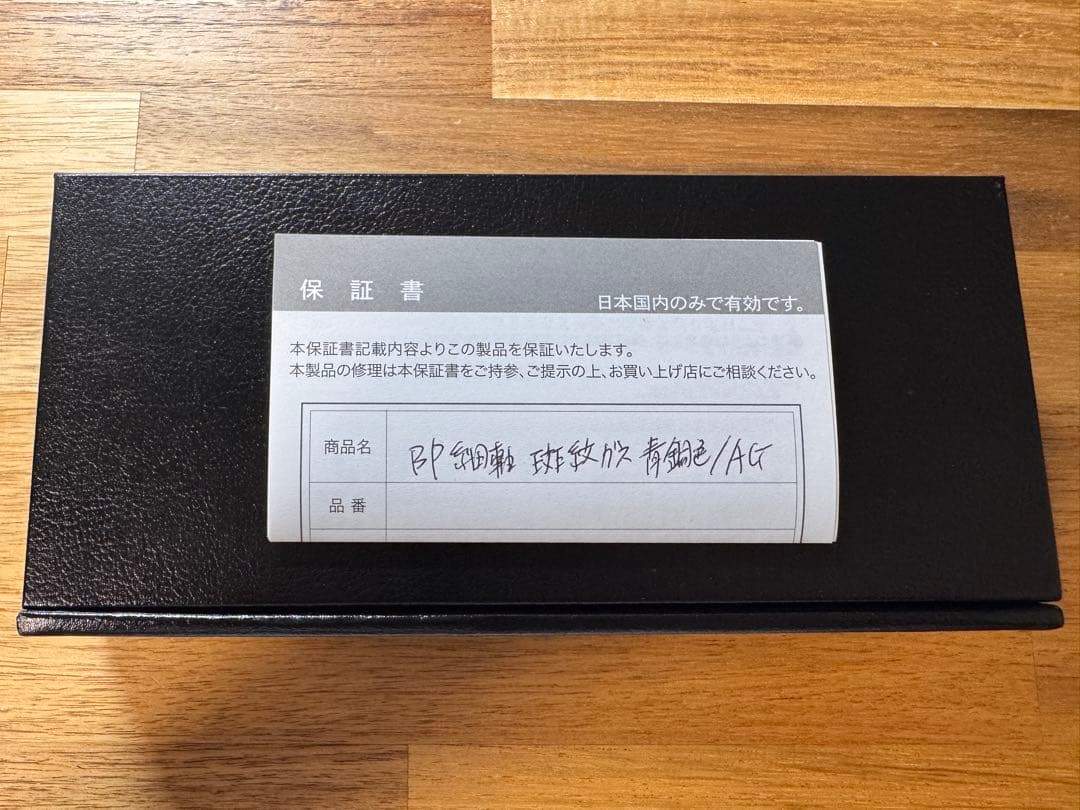 保証書
日本国内のみで有効です。
本保証書記載内容よりこの製品を保証いたします。
本製品の修理は本保証書をご持参、ご提示の上、お買い上げ店にご相談ください。
商品名 BP 細軸 斑紋ガス 青銅色/AG
品番